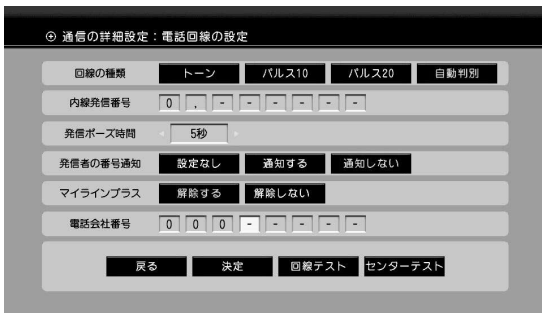 ⊕ 通信の詳細設定:電話回線の設定
回線の種類 トーン パルス10 パルス20 自動判別
内線発信番号 0 , - - - - - -
発信ポーズ時間 5秒
発信者の番号通知 設定なし 通知する 通知しない
マイラインプラス 解除する 解除しない
電話会社番号 0 0 0 - - - - -
戻る 決定 回線テスト センターテスト